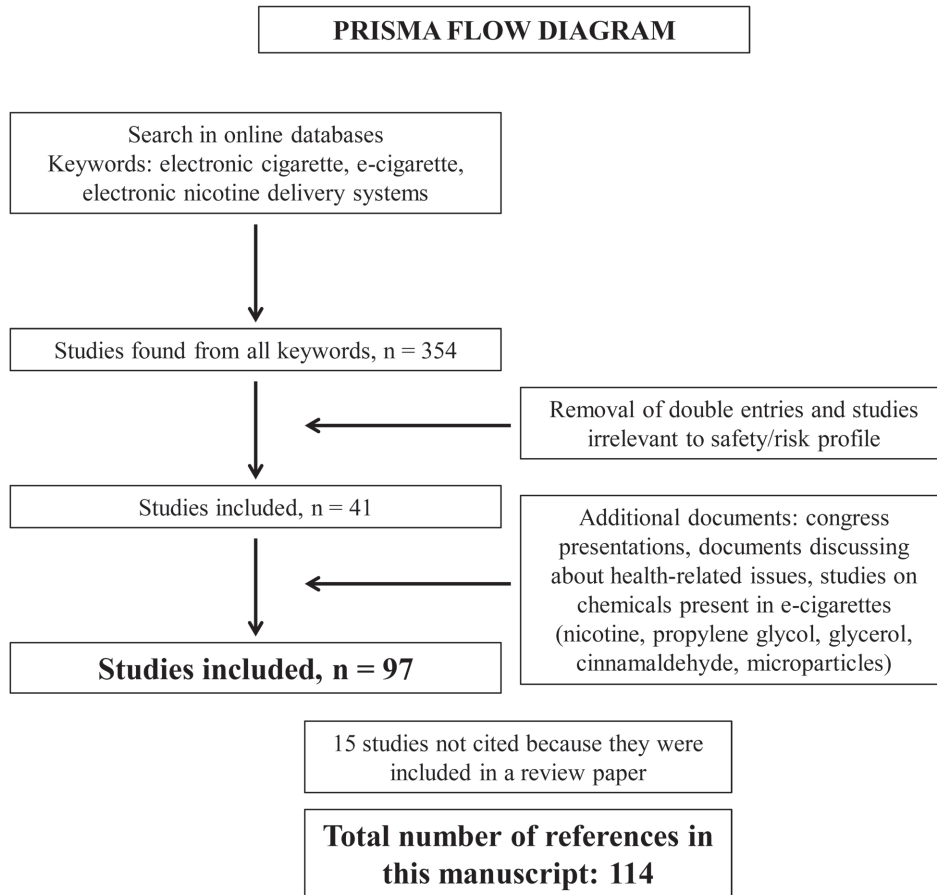 PRISMA FLOW DIAGRAM
Search in online databases
Keywords: electronic cigarette, e-cigarette,
electronic nicotine delivery systems
Studies found from all keywords, n = 354
Removal of double entries and studies
irrelevant to safety/risk profile
Studies included, n = 41
Additional documents: congress
presentations, documents discussing
about health-related issues, studies on
chemicals present in e-cigarettes
(nicotine, propylene glycol, glycerol,
cinnamaldehyde, microparticles)
Studies included, n = 97
15 studies not cited because they were
included in a review paper
Total number of references in
this manuscript: 114